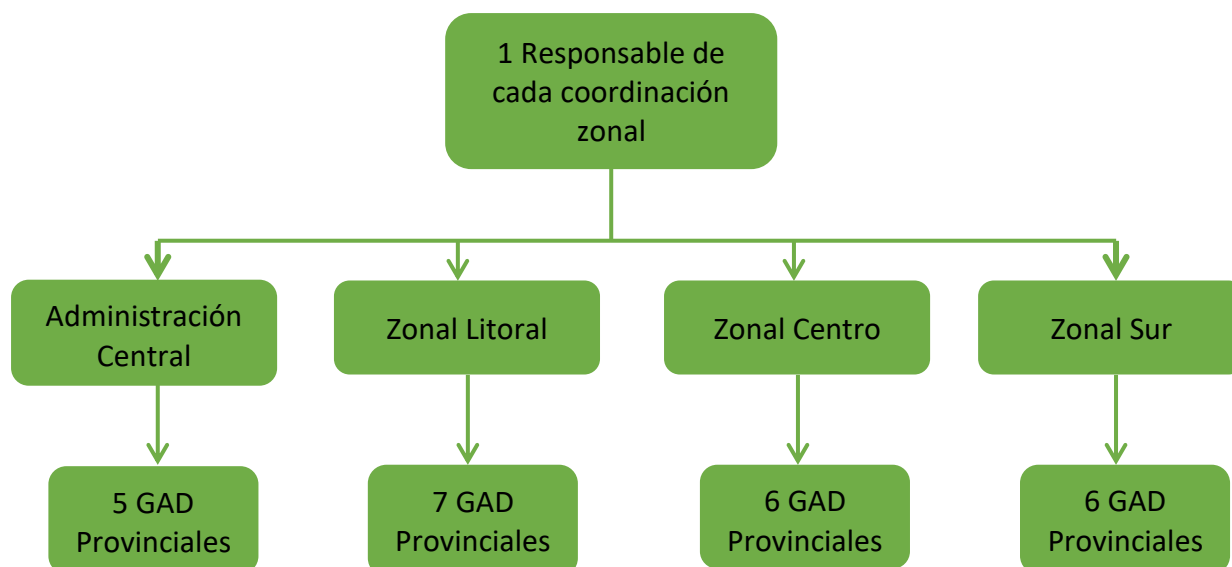 1 Responsable de
cada coordinación
zonal
Administración
Central
Zonal Litoral
Zonal Centro
Zonal Sur
5 GAD
Provinciales
7 GAD
Provinciales
6 GAD
Provinciales
6 GAD
Provinciales